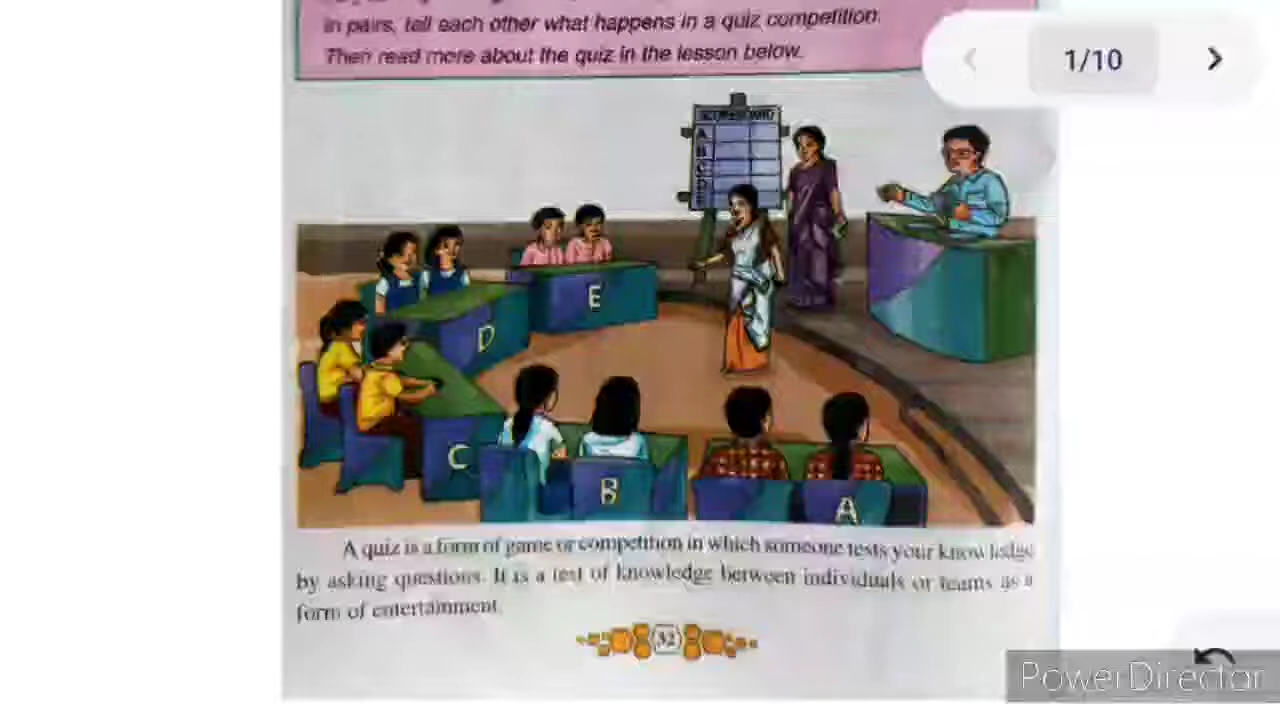 in pairs, tell each other what happens in a quiz competition.
Then read more about the quiz in the lesson below.
1/10
A
B
C
D
E
E
D
C
B
A
A quiz is a form of game or competition in which someone tests your knowledge
by asking questions. It is a test of knowledge between individuals or teams as a
form of entertainment.
32
PowerDirector